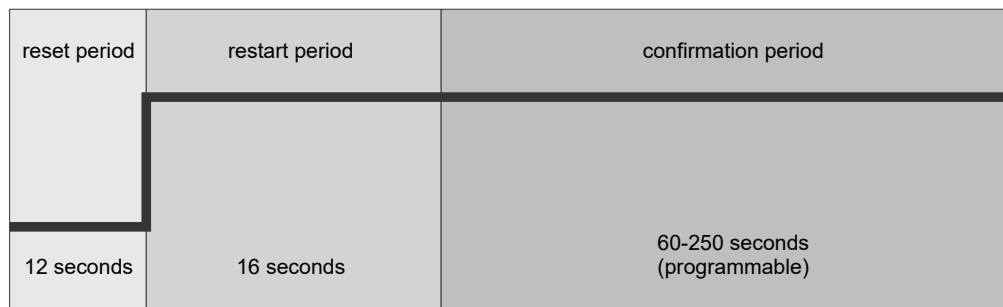 reset period
restart period
confirmation period
12 seconds
16 seconds
60-250 seconds
(programmable)